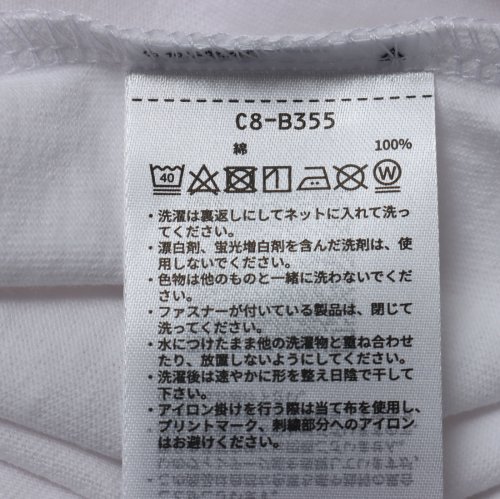 C8-B355
綿 100%
40
W
・洗濯は裏返しにしてネットに入れて洗っ
てください。
・漂白剤、蛍光増白剤を含んだ洗剤は、使
用しないでください。
・色物は他のものと一緒に洗わないでくだ
さい。
・ファスナーが付いている製品は、閉じて
洗ってください。
・水につけたまま他の洗濯物と重ね合わせ
たり、放置しないようにしてください。
・洗濯後は速やかに形を整え日陰で干して
下さい。
・アイロン掛けを行う際は当て布を使用し、
プリントマーク、刺繍部分へのアイロン
はお避けください。